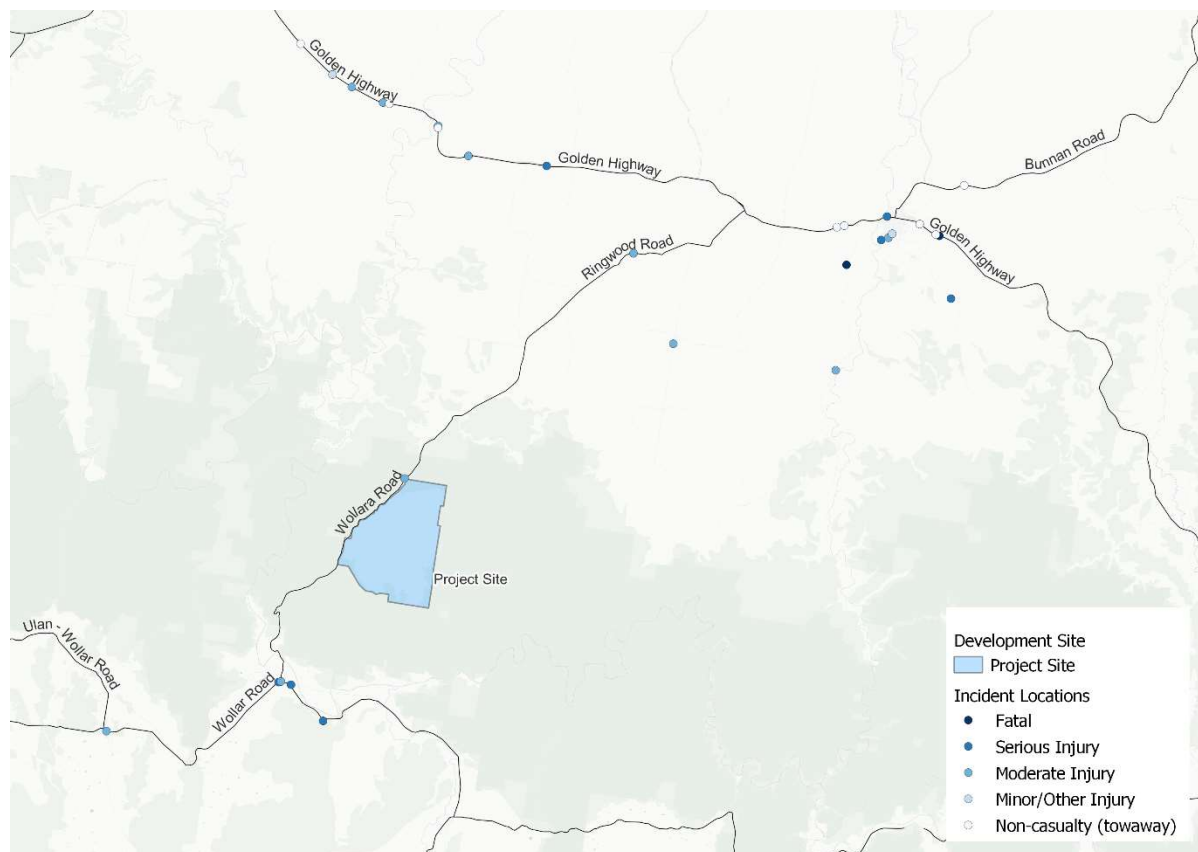 Golden Highway
Golden Highway
Bunnan Road
Golden Highway
Ringwood Road
Wollara Road
Project Site
Ulan - Wollar Road
Wollar Road
Development Site
Project Site
Incident Locations
Fatal
Serious Injury
Moderate Injury
Minor/Other Injury
Non-casualty (towaway)